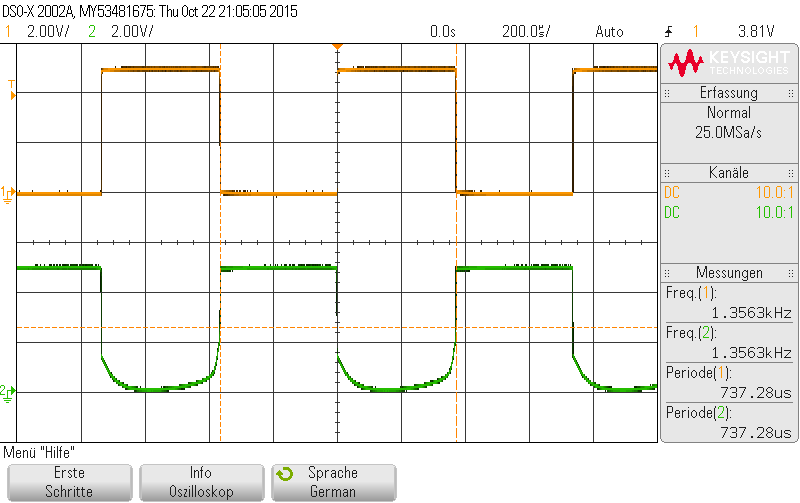 DSO-X 2002A, MY53481675: Thu Oct 22 21:05:05 2015
1 2.00V/ 2 2.00V/ 0.0s 200.0us/ Auto 1 3.81V
KEYSIGHT
TECHNOLOGIES
Erfassung
Normal
25.0MSa/s
Kanäle
DC 10.0:1
DC 10.0:1
Messungen
Freq.(1):
1.3563kHz
Freq.(2):
1.3563kHz
Periode(1):
737.28us
Periode(2):
737.28us
T
1
2
Menü "Hilfe"
Erste
Schritte
Info
Oszilloskop
Sprache
German